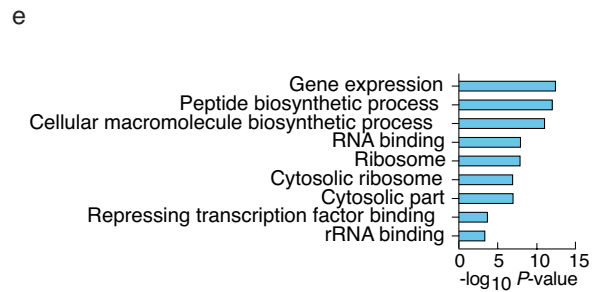 e
Gene expression
Peptide biosynthetic process
Cellular macromolecule biosynthetic process
RNA binding
Ribosome
Cytosolic ribosome
Cytosolic part
Repressing transcription factor binding
rRNA binding
0 5 10 15
-log10 P-value